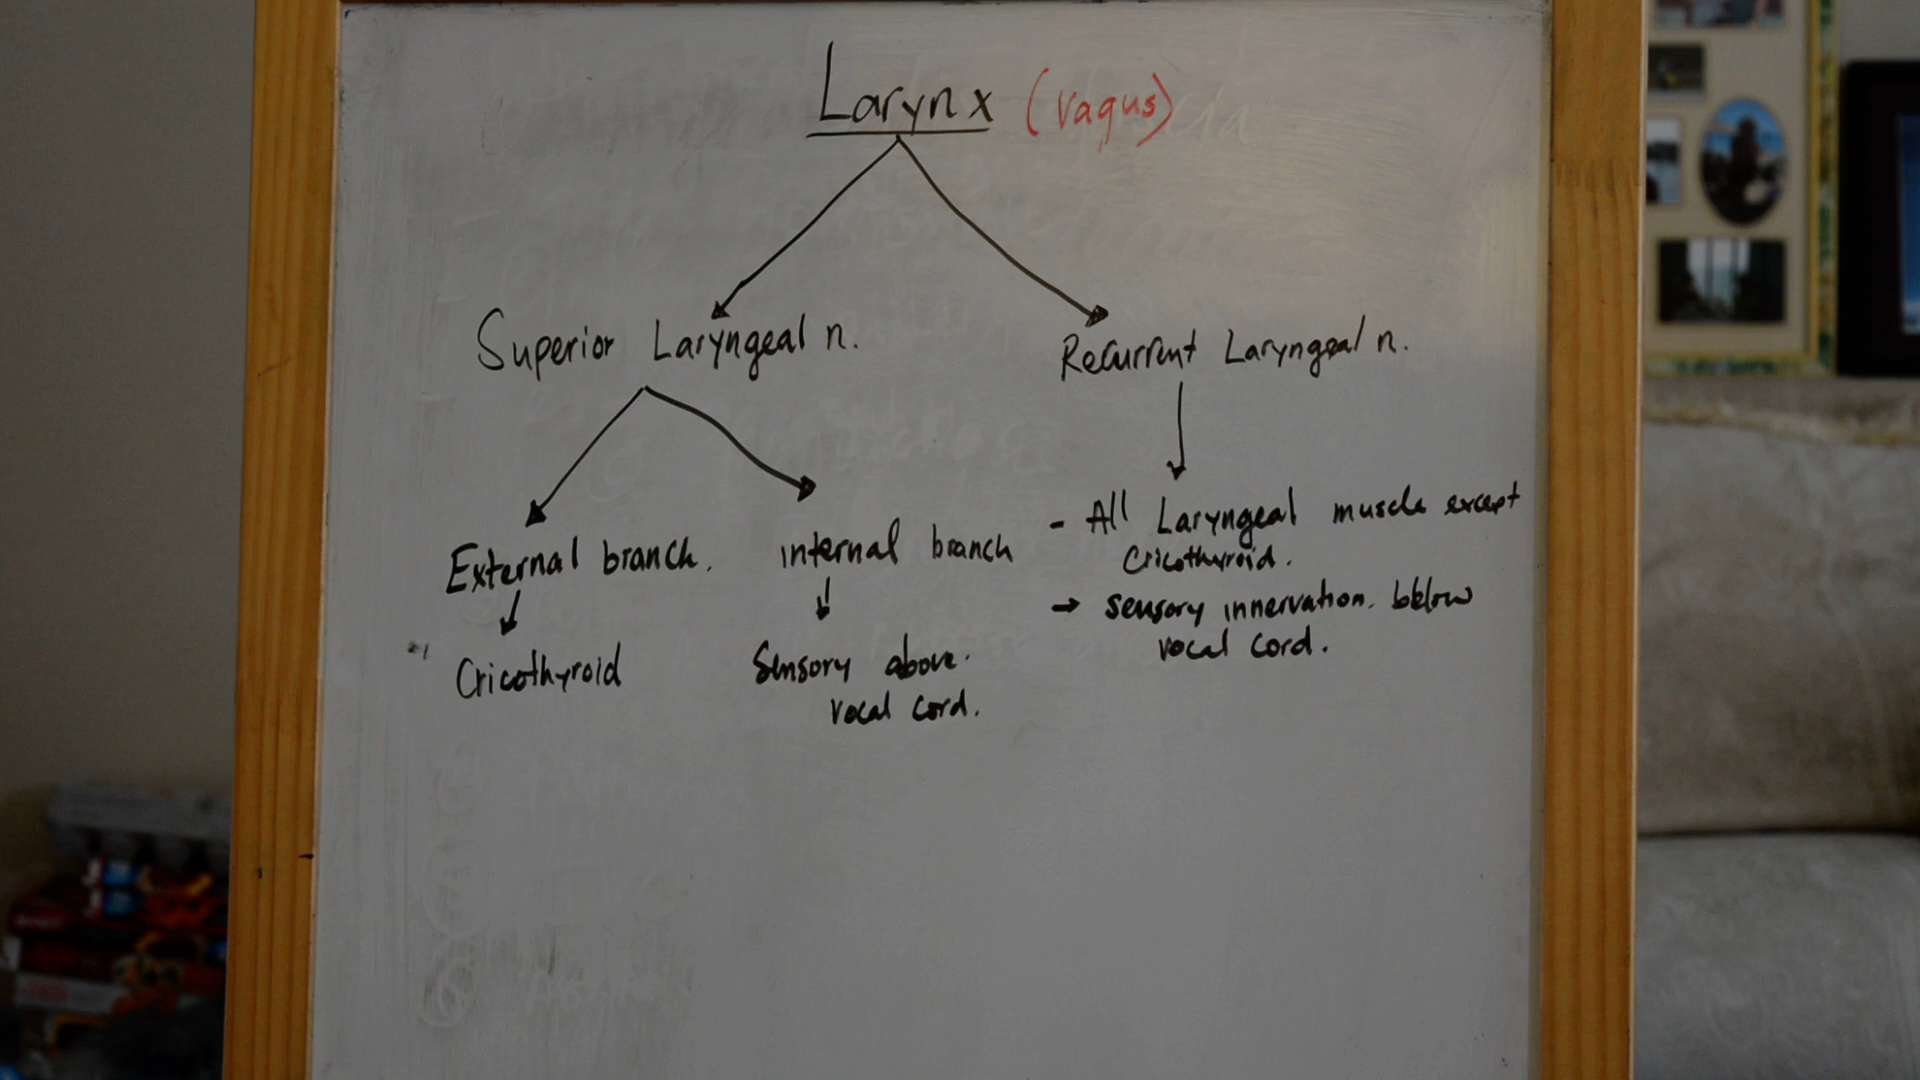 Larynx (vagus)
Superior Laryngeal n.
Recurrent Laryngeal n.
External branch.
internal branch
- All Laryngeal muscle except
Cricothyroid.
→ sensory innervation. below
vocal cord.
Cricothyroid
Sensory above.
vocal cord.